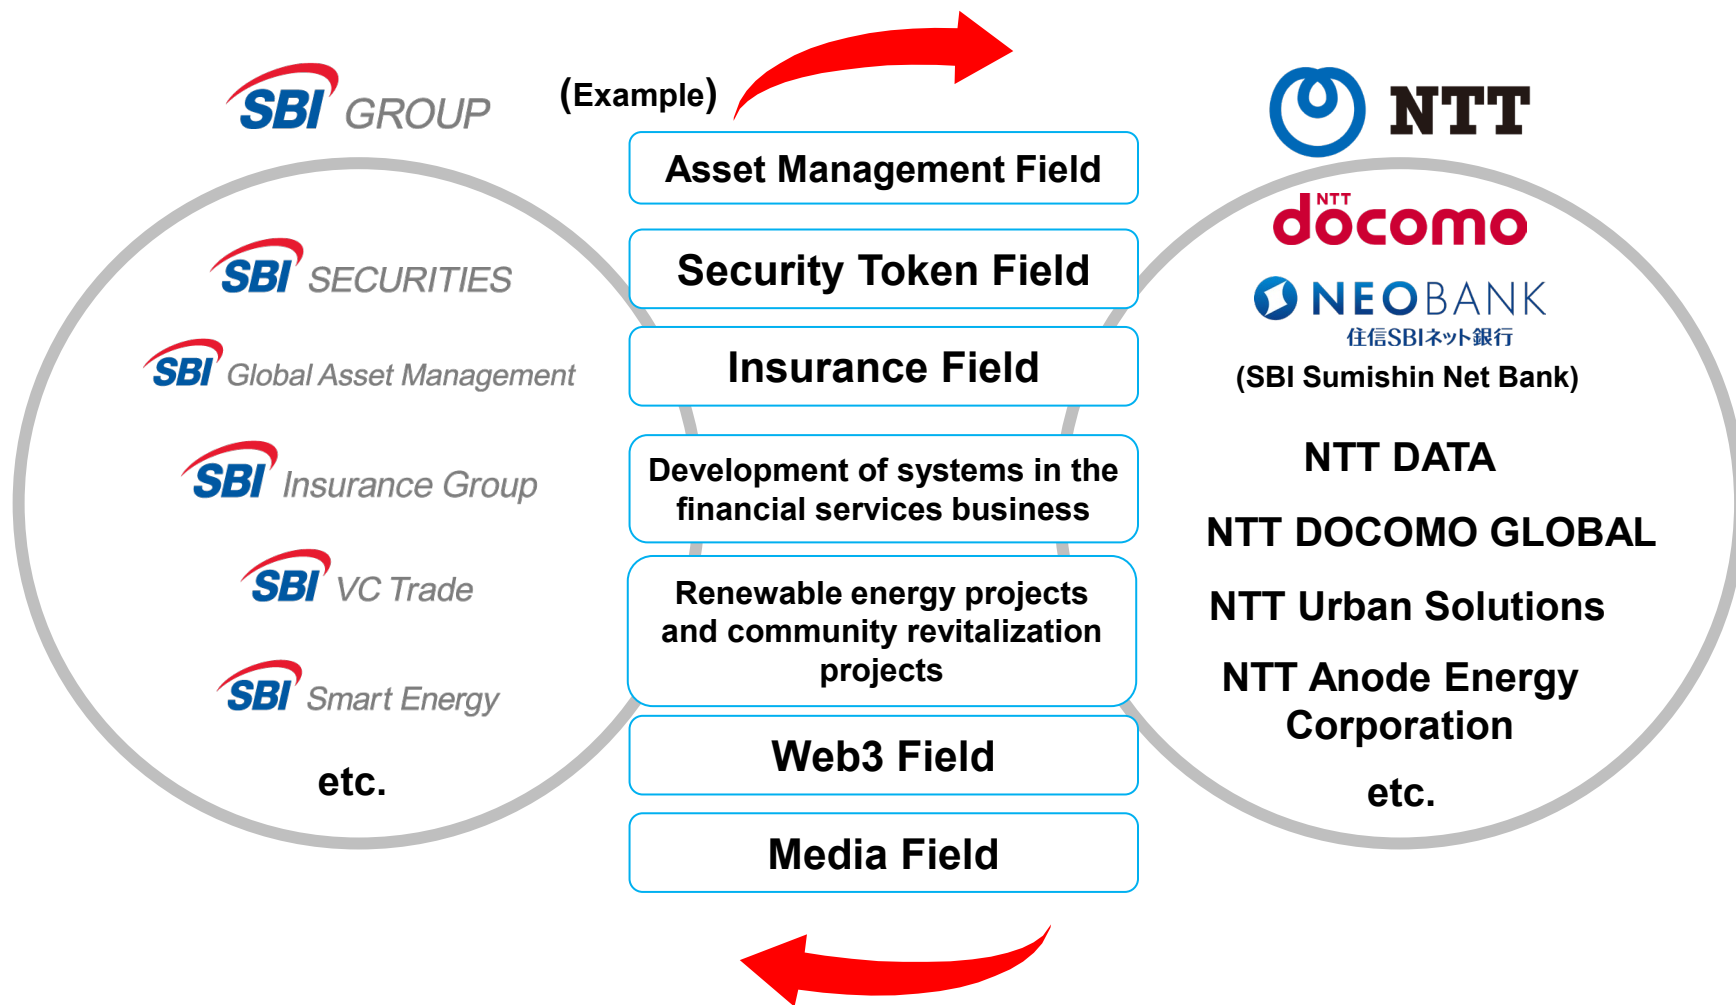 SBI GROUP
SBI SECURITIES
SBI Global Asset Management
SBI Insurance Group
SBI VC Trade
SBI Smart Energy
etc.
(Example)
Asset Management Field
Security Token Field
Insurance Field
Development of systems in the
financial services business
Renewable energy projects
and community revitalization
projects
Web3 Field
Media Field
NTT
NTT
docomo
NEOBANK
住信SBIネット銀行
(SBI Sumishin Net Bank)
NTT DATA
NTT DOCOMO GLOBAL
NTT Urban Solutions
NTT Anode Energy
Corporation
etc.